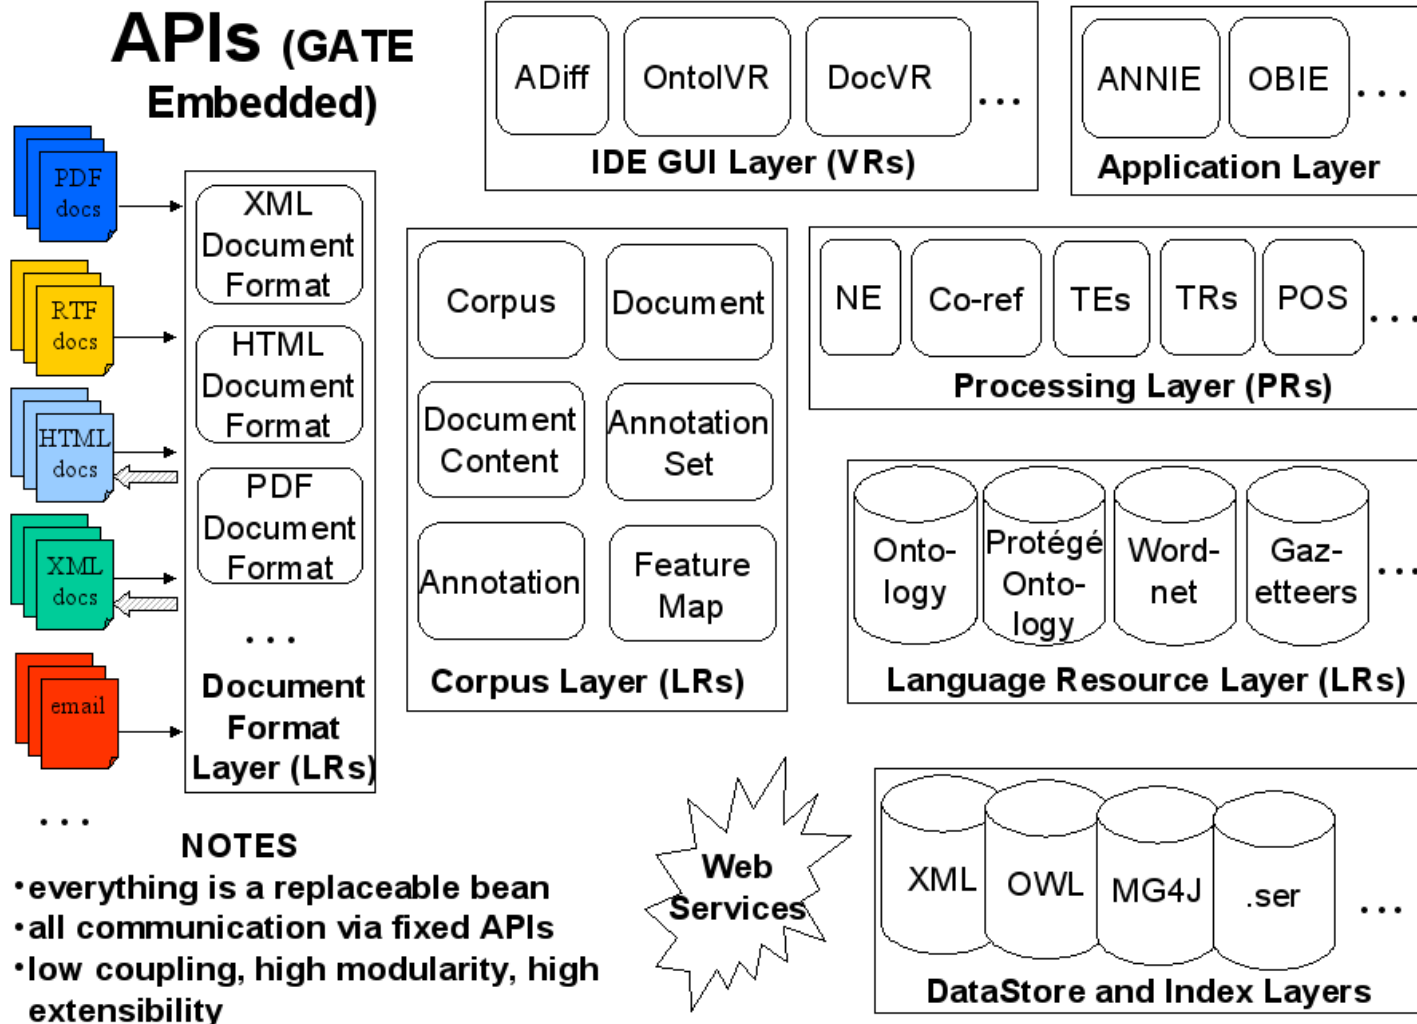 APIs (GATE
Embedded)
PDF
docs
RTF
docs
HTML
docs
XML
docs
email
...
XML
Document
Format
HTML
Document
Format
PDF
Document
Format
...
Document
Format
Layer (LRs)
ADiff
OntolVR
DocVR
...
IDE GUI Layer (VRs)
ANNIE
OBIE
...
Application Layer
Corpus
Document
Document
Content
Annotation
Set
Annotation
Feature
Map
Corpus Layer (LRs)
NE
Co-ref
TEs
TRs
POS
...
Processing Layer (PRs)
Onto-
logy
Protégé
Onto-
logy
Word-
net
Gaz-
etteers
...
Language Resource Layer (LRs)
Web
Services
XML
OWL
MG4J
.ser
...
DataStore and Index Layers
NOTES
•everything is a replaceable bean
•all communication via fixed APIs
•low coupling, high modularity, high
extensibility